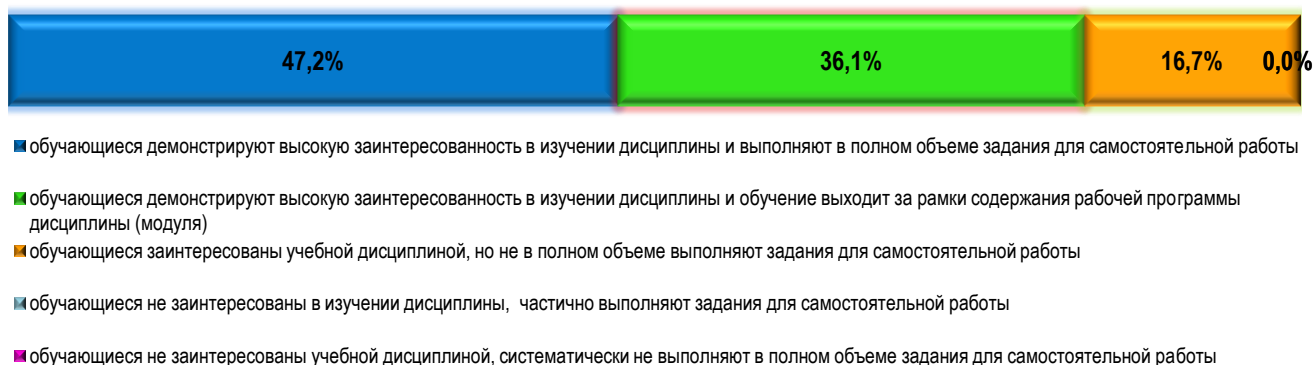 47,2% 36,1% 16,7% 0,0%
обучающиеся демонстрируют высокую заинтересованность в изучении дисциплины и выполняют в полном объеме задания для самостоятельной работы
обучающиеся демонстрируют высокую заинтересованность в изучении дисциплины и обучение выходит за рамки содержания рабочей программы
дисциплины (модуля)
обучающиеся заинтересованы учебной дисциплиной, но не в полном объеме выполняют задания для самостоятельной работы
обучающиеся не заинтересованы в изучении дисциплины, частично выполняют задания для самостоятельной работы
обучающиеся не заинтересованы учебной дисциплиной, систематически не выполняют в полном объеме задания для самостоятельной работы